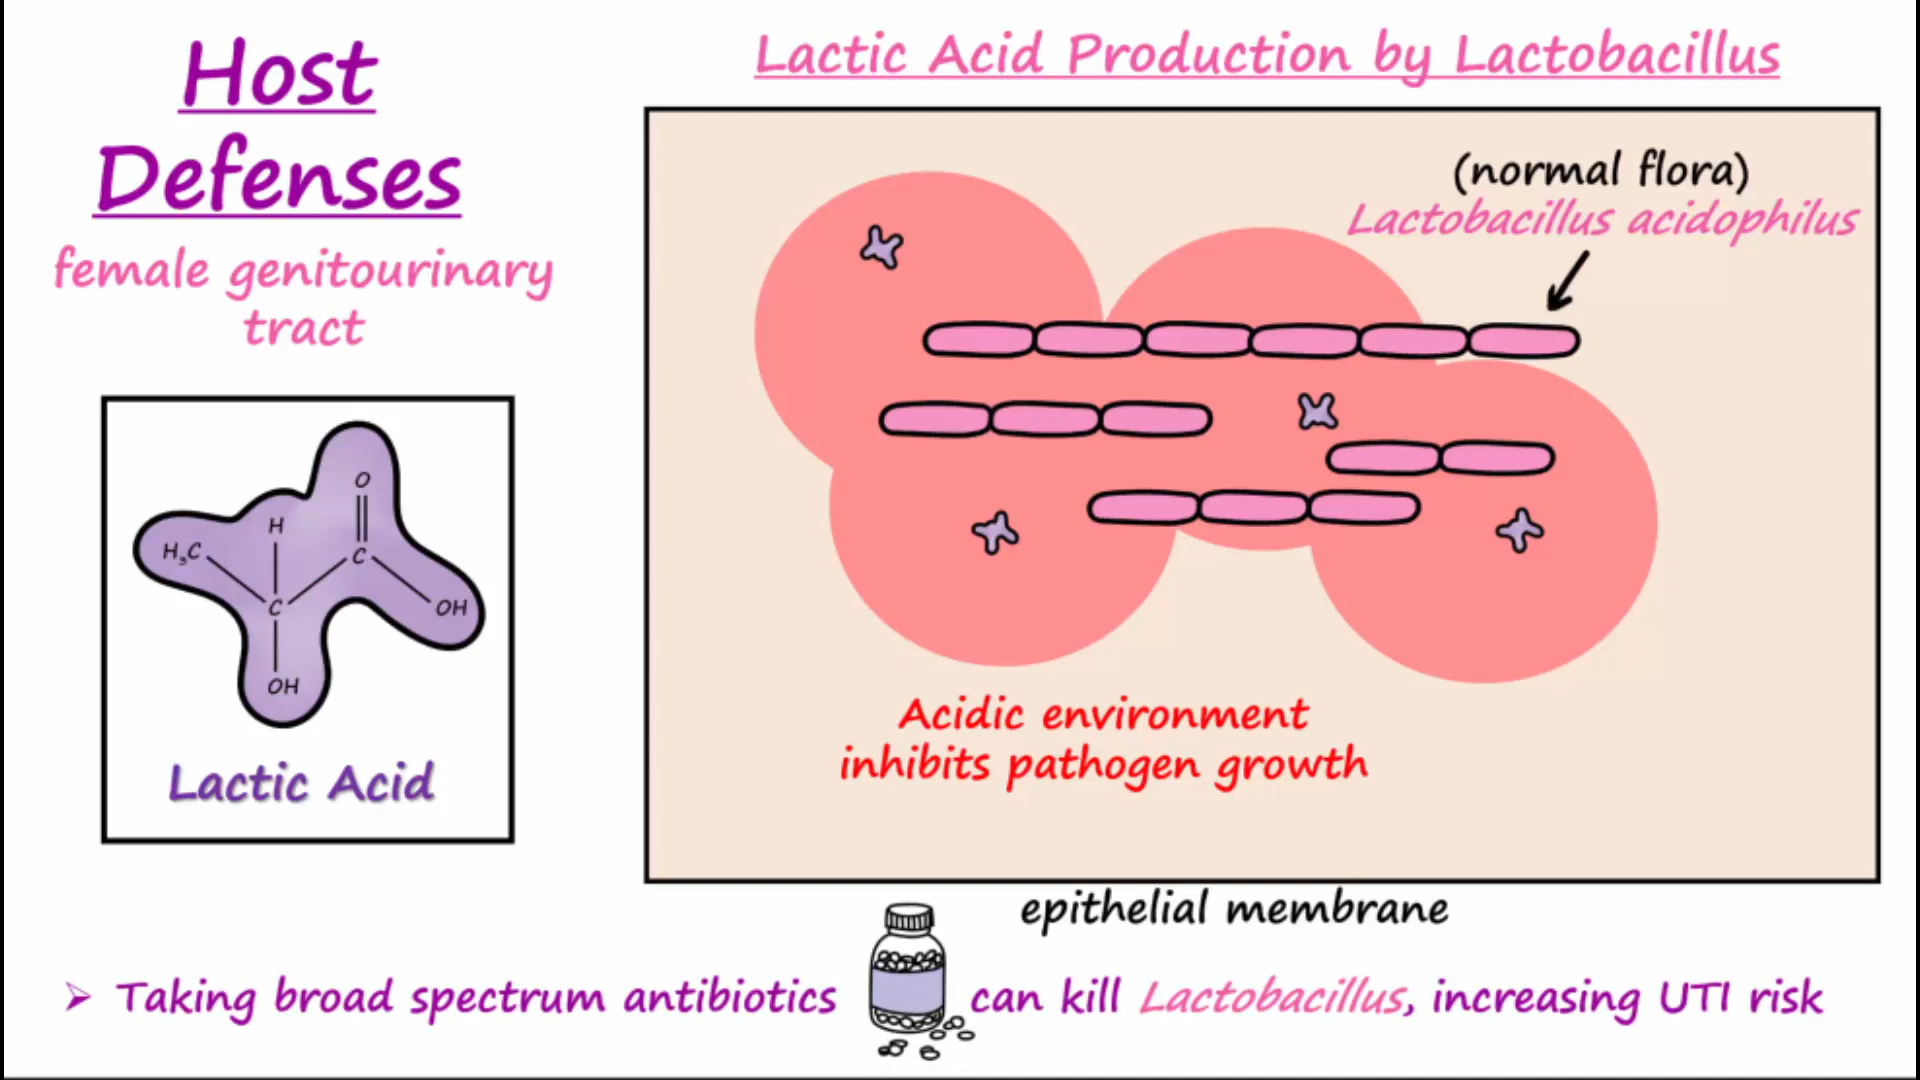 Host
Defenses
female genitourinary
tract
H
O
H₃C
C
C
OH
OH
Lactic Acid
Lactic Acid Production by Lactobacillus
(normal flora)
Lactobacillus acidophilus
Acidic environment
inhibits pathogen growth
epithelial membrane
➢ Taking broad spectrum antibiotics can kill Lactobacillus, increasing UTI risk